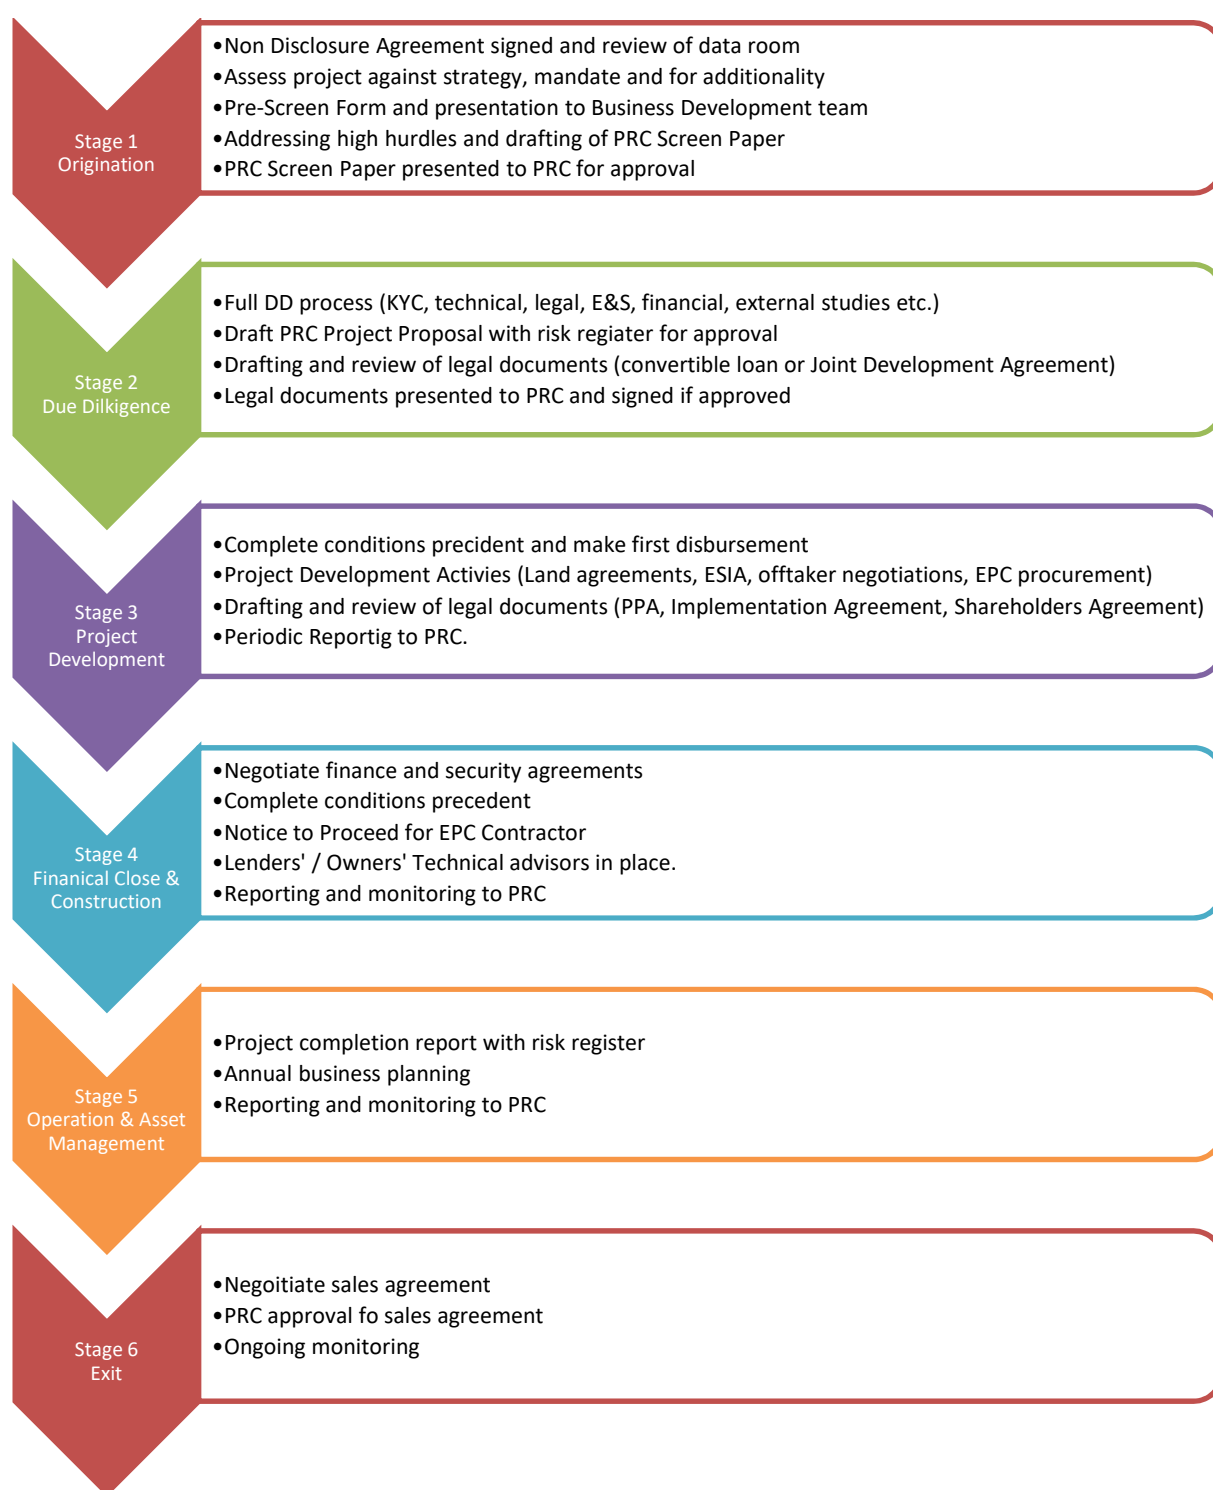 Stage 1
Origination
•Non Disclosure Agreement signed and review of data room
•Assess project against strategy, mandate and for additionality
•Pre-Screen Form and presentation to Business Development team
•Addressing high hurdles and drafting of PRC Screen Paper
•PRC Screen Paper presented to PRC for approval
Stage 2
Due Dilkigence
•Full DD process (KYC, technical, legal, E&S, financial, external studies etc.)
•Draft PRC Project Proposal with risk regiater for approval
•Drafting and review of legal documents (convertible loan or Joint Development Agreement)
•Legal documents presented to PRC and signed if approved
Stage 3
Project
Development
•Complete conditions precident and make first disbursement
•Project Development Activies (Land agreements, ESIA, offtaker negotiations, EPC procurement)
•Drafting and review of legal documents (PPA, Implementation Agreement, Shareholders Agreement)
•Periodic Reportig to PRC.
Stage 4
Finanical Close &
Construction
•Negotiate finance and security agreements
•Complete conditions precedent
•Notice to Proceed for EPC Contractor
•Lenders' / Owners' Technical advisors in place.
•Reporting and monitoring to PRC
Stage 5
Operation & Asset
Management
•Project completion report with risk register
•Annual business planning
•Reporting and monitoring to PRC
Stage 6
Exit
•Negoitiate sales agreement
•PRC approval fo sales agreement
•Ongoing monitoring